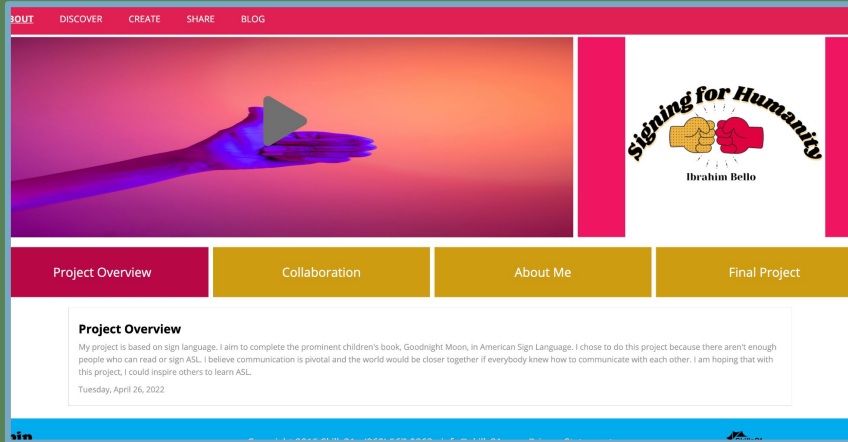 ABOUT DISCOVER CREATE SHARE BLOG
Signing for Humanity
Ibrahim Bello
Project Overview Collaboration About Me Final Project
Project Overview
My project is based on sign language. I aim to complete the prominent children's book, Goodnight Moon, in American Sign Language. I chose to do this project because there aren't enough
people who can read or sign ASL. I believe communication is pivotal and the world would be closer together if everybody knew how to communicate with each other. I am hoping that with
this project, I could inspire others to learn ASL.
Tuesday, April 26, 2022